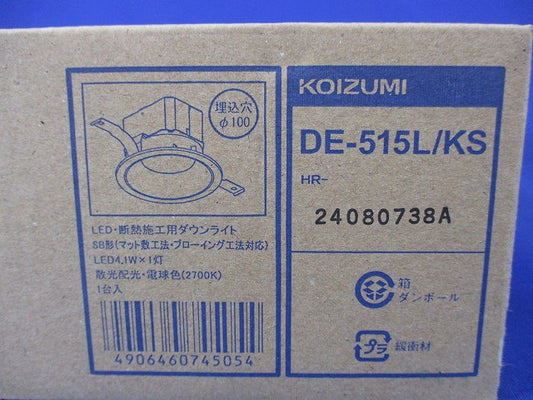 埋込穴
φ100
LED・断熱施工用ダウンライト
SB形(マット敷工法・ブローイング工法対応)
LED4.1W×1灯
散光配光・電球色(2700K)
1台入
4906460745054
KOIZUMI
DE-515L/KS
HR-
24080738A
箱
ダンボール
プラ
緩衝材